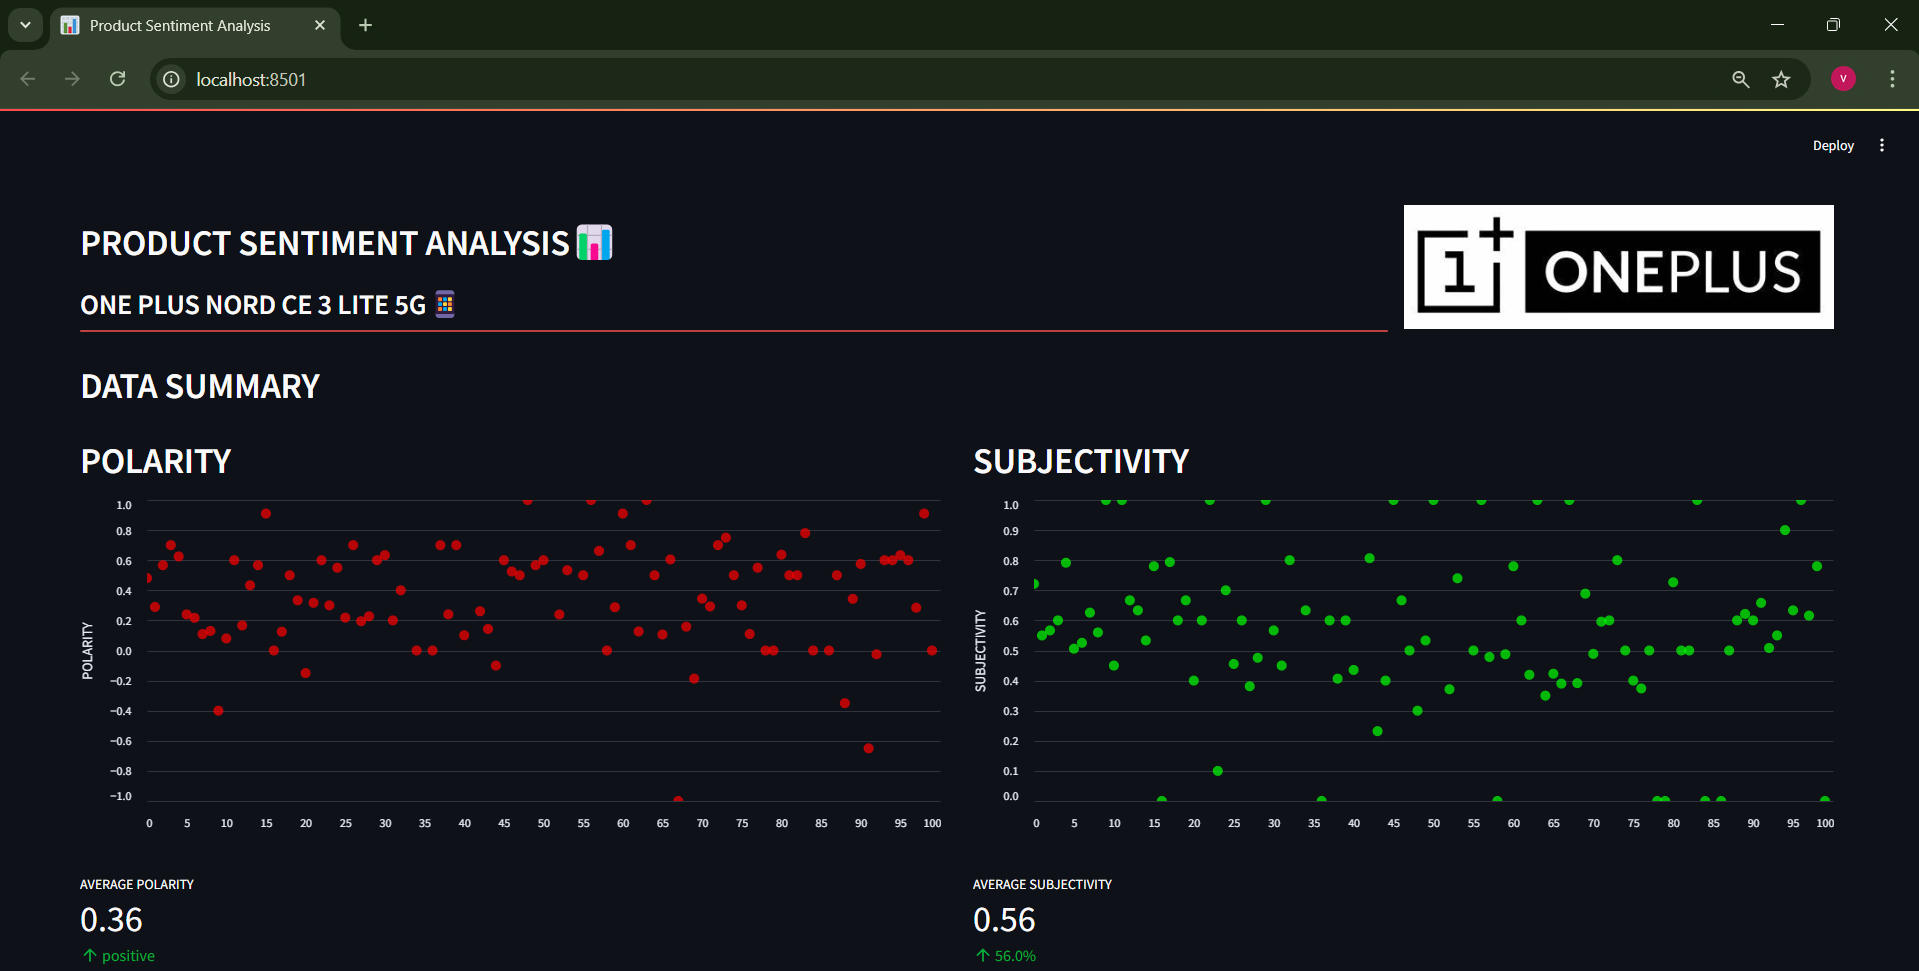 Product Sentiment Analysis
localhost:8501
V
Deploy
PRODUCT SENTIMENT ANALYSIS
ONE PLUS NORD CE 3 LITE 5G
1+ ONEPLUS
DATA SUMMARY
POLARITY
1.0
0.8
0.6
0.4
0.2
0.0
−0.2
−0.4
−0.6
−0.8
−1.0
POLARITY
0 5 10 15 20 25 30 35 40 45 50 55 60 65 70 75 80 85 90 95 100
AVERAGE POLARITY
0.36
↑ positive
SUBJECTIVITY
1.0
0.9
0.8
0.7
0.6
0.5
0.4
0.3
0.2
0.1
0.0
SUBJECTIVITY
0 5 10 15 20 25 30 35 40 45 50 55 60 65 70 75 80 85 90 95 100
AVERAGE SUBJECTIVITY
0.56
↑ 56.0%